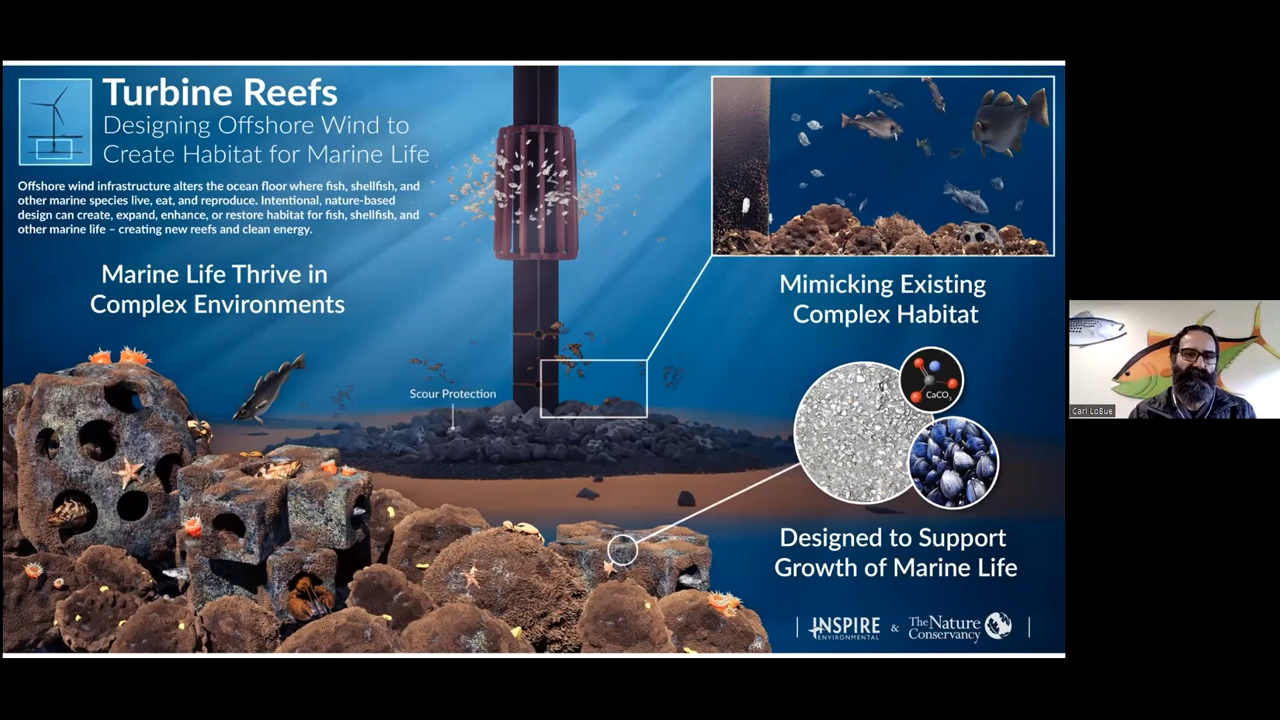 Turbine Reefs
Designing Offshore Wind to
Create Habitat for Marine Life
Offshore wind infrastructure alters the ocean floor where fish, shellfish, and
other marine species live, eat, and reproduce. Intentional, nature-based
design can create, expand, enhance, or restore habitat for fish, shellfish, and
other marine life – creating new reefs and clean energy.
Marine Life Thrive in
Complex Environments
Scour Protection
Mimicking Existing
Complex Habitat
CaCO₃
Designed to Support
Growth of Marine Life
INSPIRE
ENVIRONMENTAL
&
The Nature
Conservancy
Carl LoBue